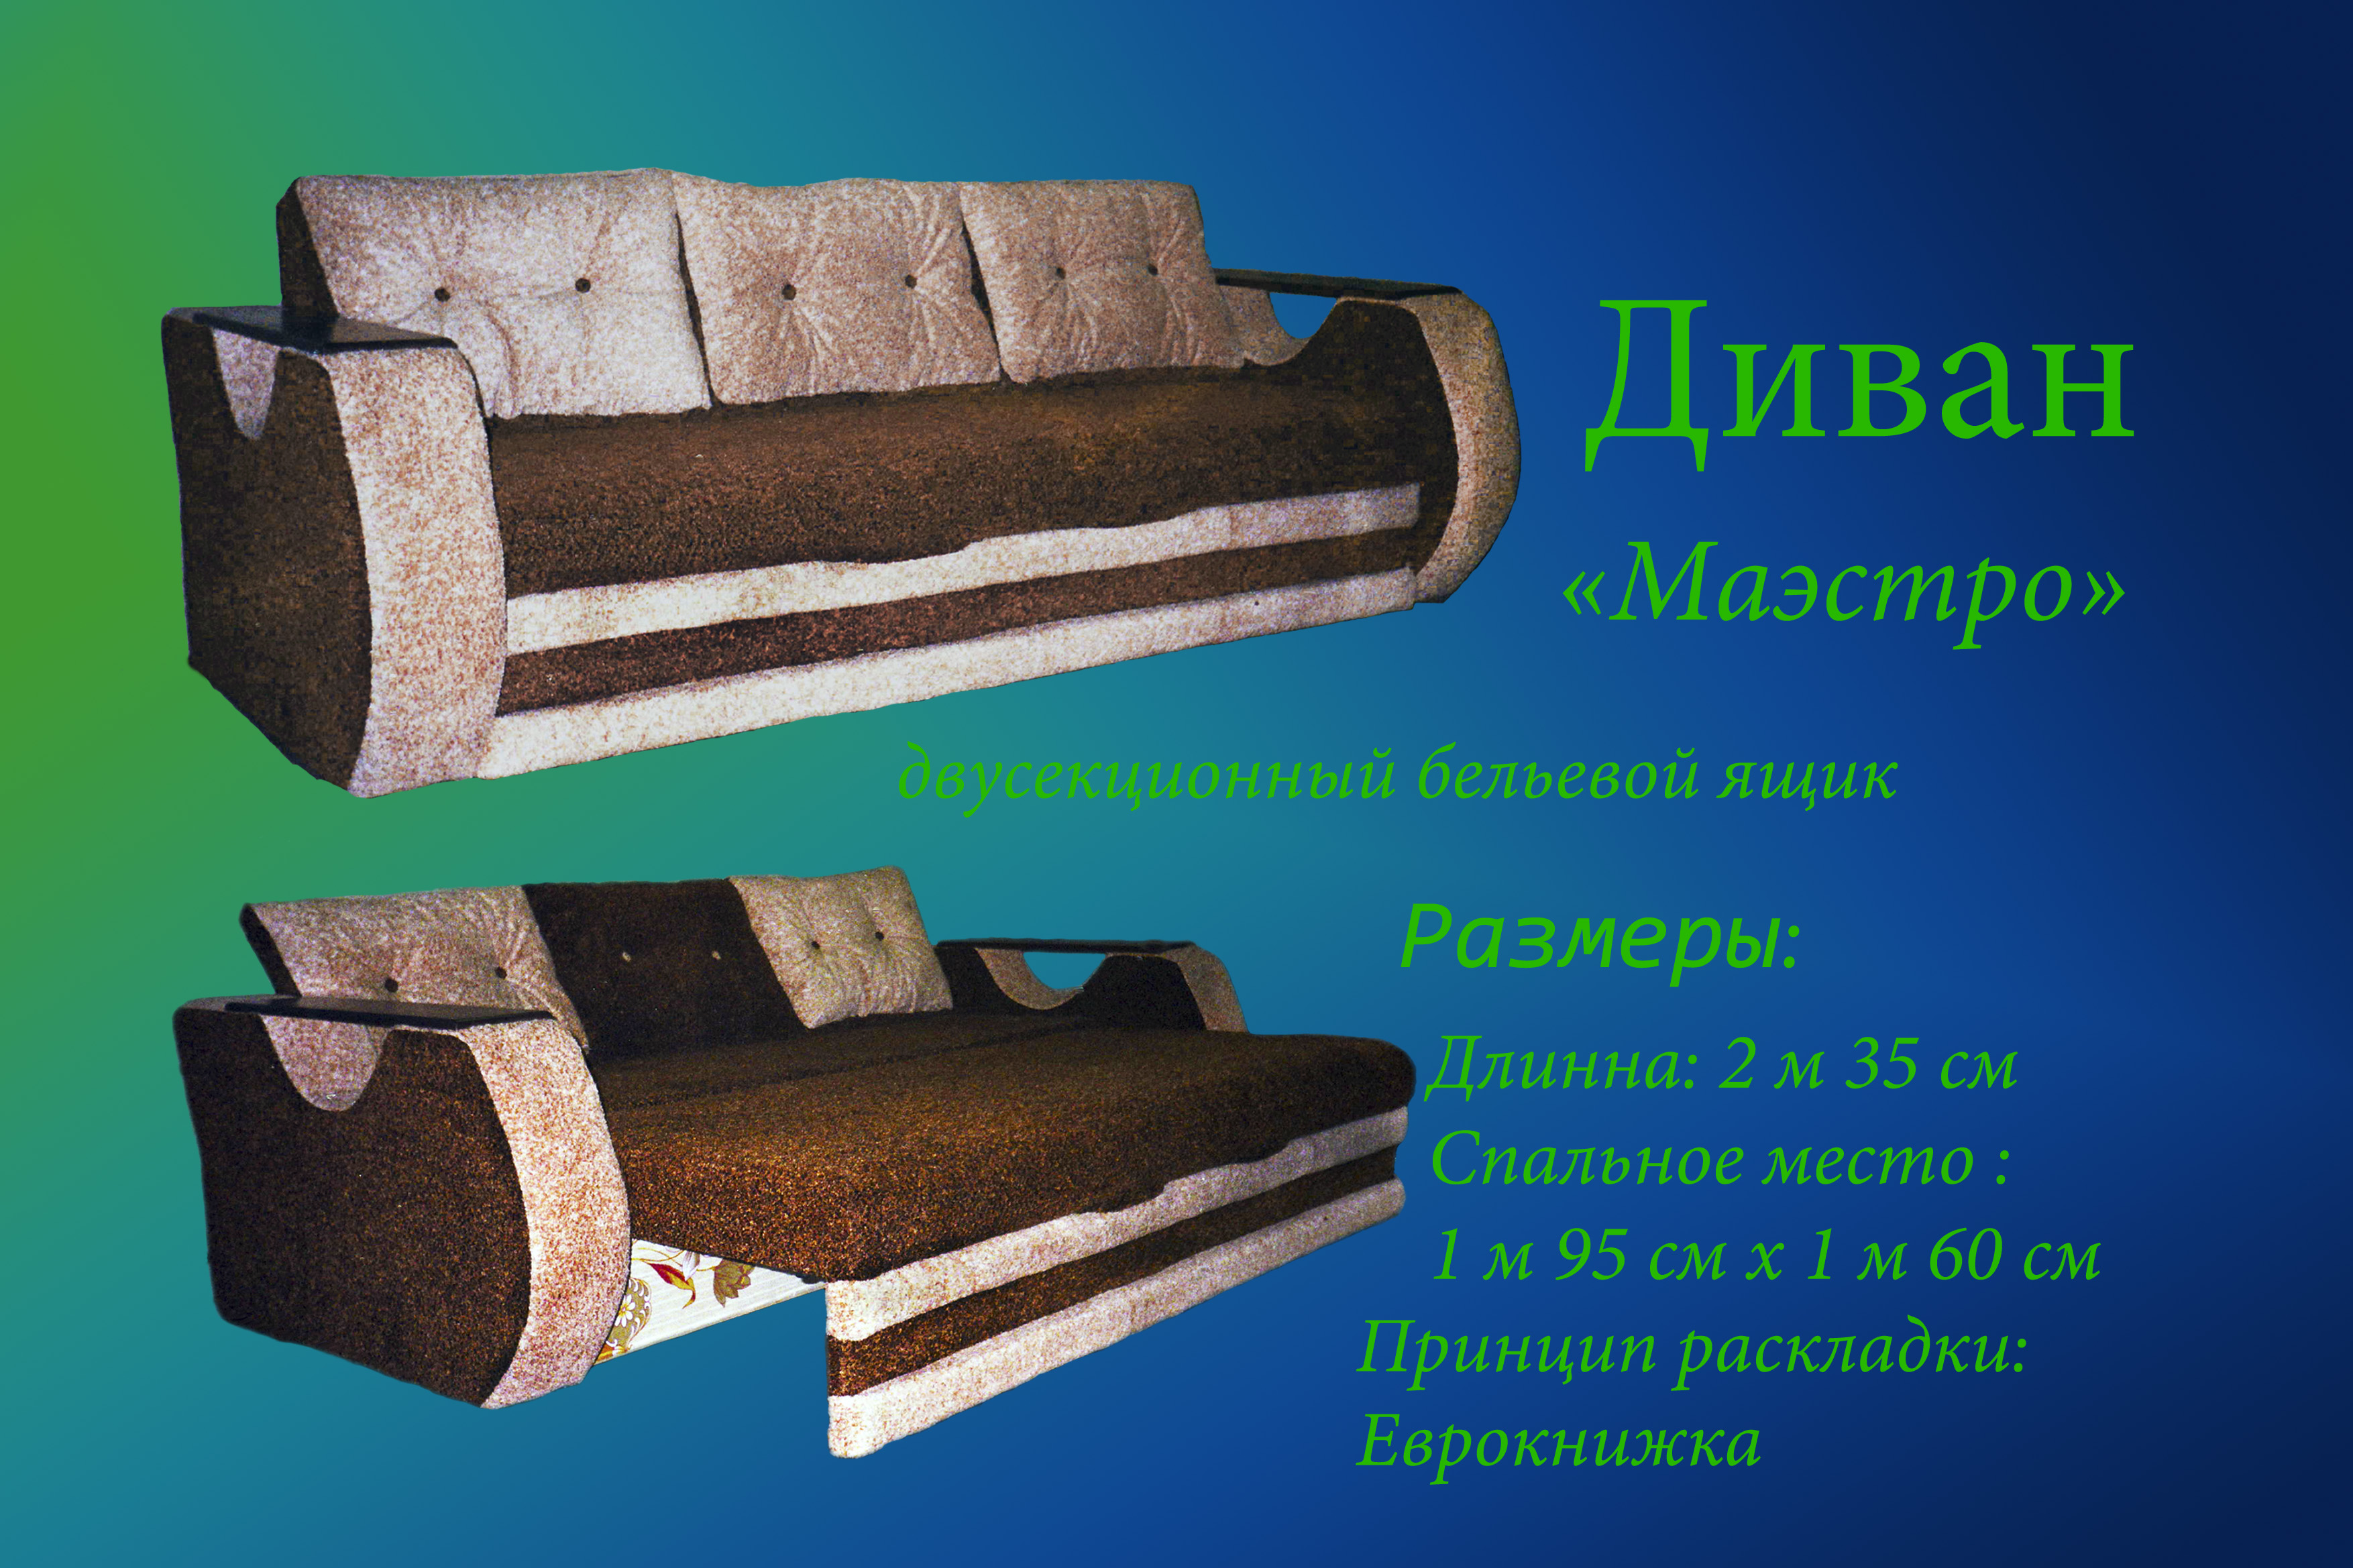 Диван
«Маэстро»
двусекционный бельевой ящик
Размеры:
Длинна: 2 м 35 см
Спальное место :
1 м 95 см х 1 м 60 см
Принцип раскладки:
Еврокнижка